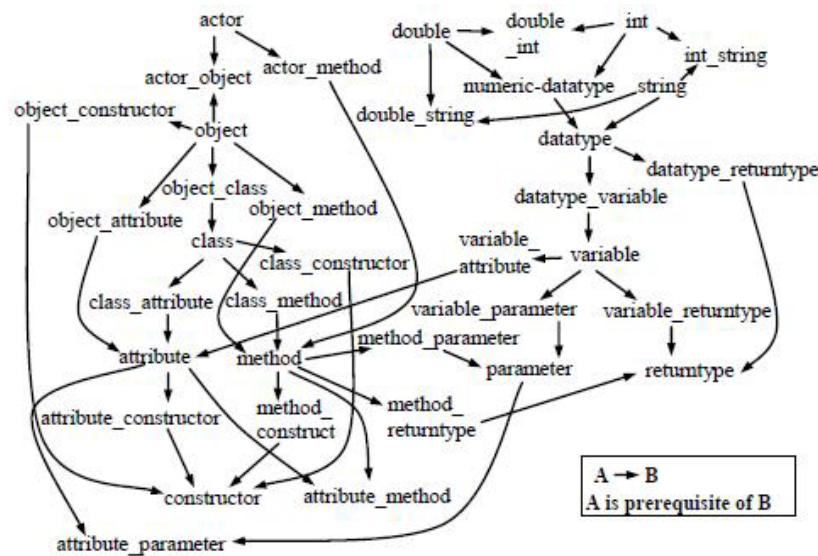 actor
double
double
_int
int
actor_method
int_string
actor_object
numeric-datatype
string
object_constructor
double_string
object
datatype
datatype_returntype
object_class
object_method
datatype_variable
object_attribute
class
variable_
attribute
variable
class_constructor
class_attribute
class_method
variable_parameter
variable_returntype
method_parameter
attribute
method
parameter
returntype
attribute_constructor
method_
construct
method_
returntype
A B
A is prerequisite of B
constructor
attribute_method
attribute_parameter